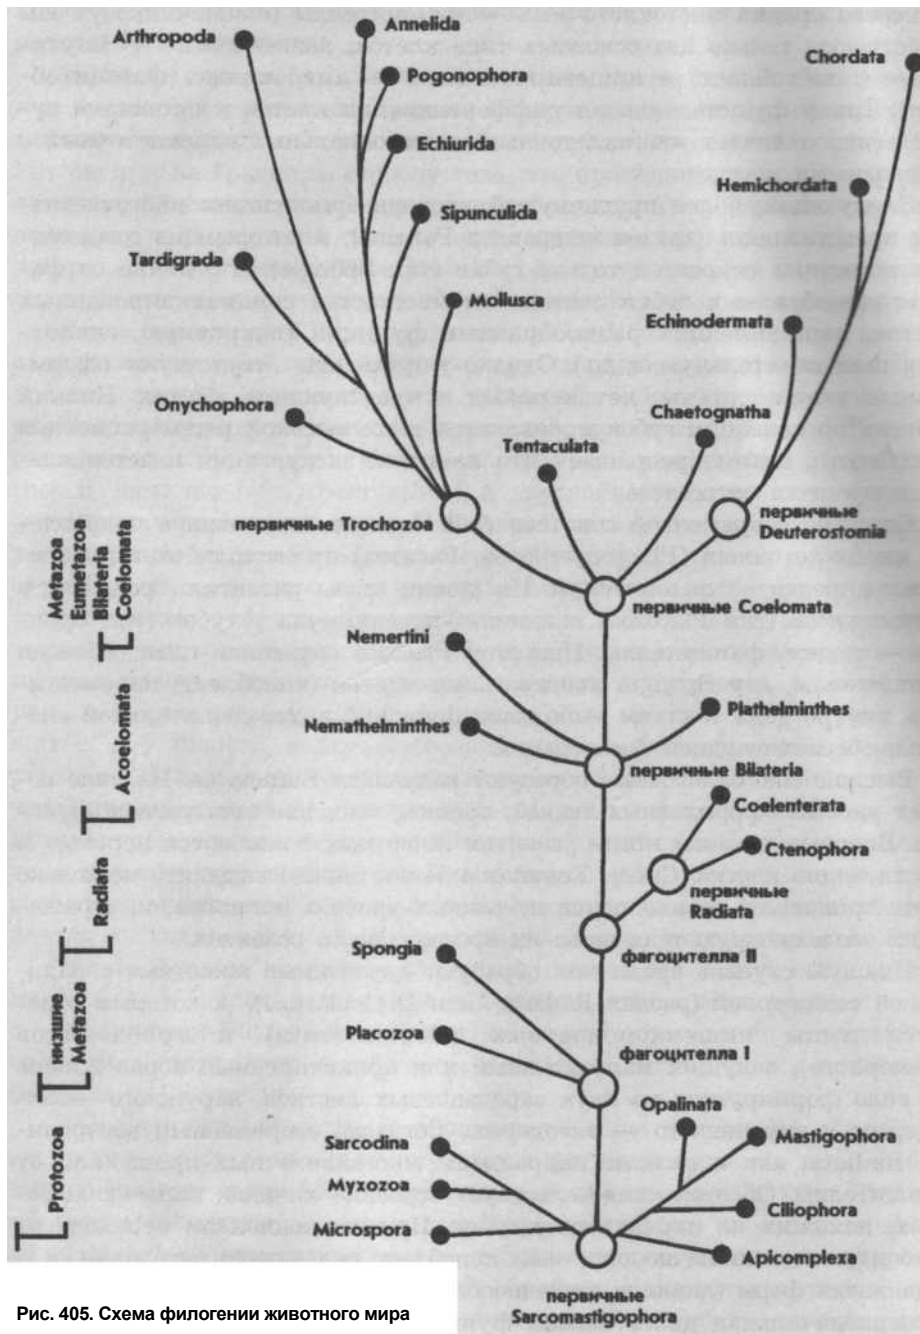 Annelida
Arthropoda
Chordata
Pogonophora
Echiurida
Hemichordata
Sipunculida
Tardigrada
Mollusca
Echinodermata
Onychophora
Chaetognatha
Tentaculata
первичные Trochozoa
первичные
Deuterostomia
Metazoa
Eumetazoa
Bilateria
Coelomata
первичные Coelomata
Nemertini
Plathelminthes
Nemathelminthes
Acoelomata
первичные Bilateria
Coelenterata
Ctenophora
первичные
Radiata
Radiata
Spongia
фагоцителла II
низшие
Metazoa
Placozoa
фагоцителла I
Opalinata
Sarcodina
Mastigophora
Protozoa
Myxozoa
Ciliophora
Microspora
Apicomplexa
первичные
Sarcomastigophora
Рис. 405. Схема филогении животного мира